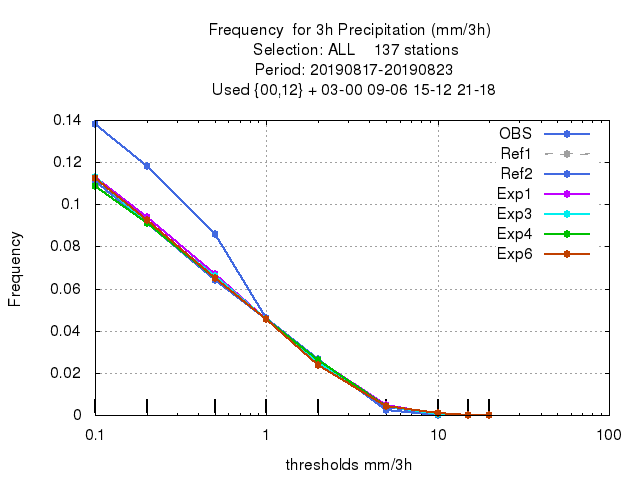 Frequency  for 3h Precipitation (mm/3h)
Selection: ALL    137 stations
Period: 20190817-20190823
Used {00,12} + 03-00 09-06 15-12 21-18
Frequency
0.14
0.12
0.1
0.08
0.06
0.04
0.02
0
0.1 1 10 100
thresholds mm/3h
OBS
Ref1
Ref2
Exp1
Exp3
Exp4
Exp6